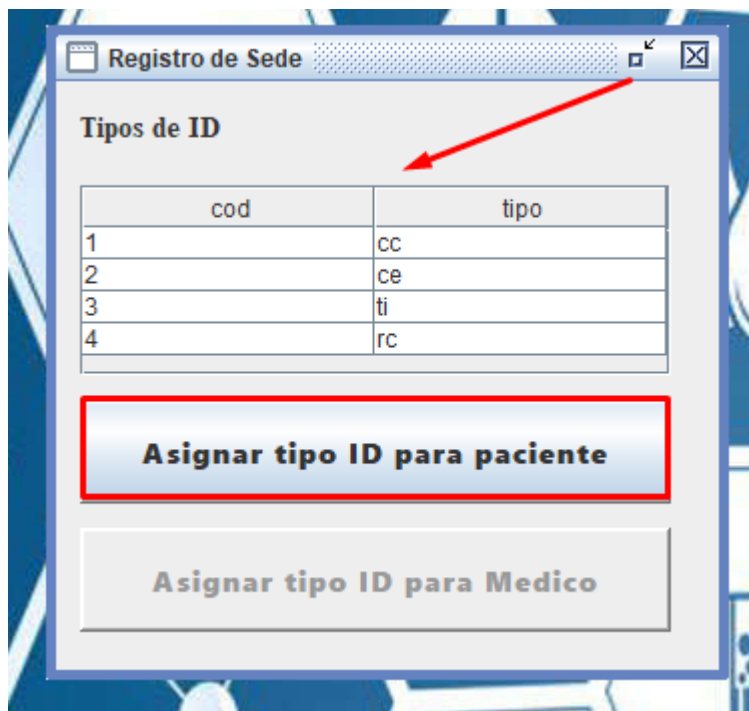 Registro de Sede
Tipos de ID
cod tipo
1 cc
2 ce
3 ti
4 rc
Asignar tipo ID para paciente
Asignar tipo ID para Medico